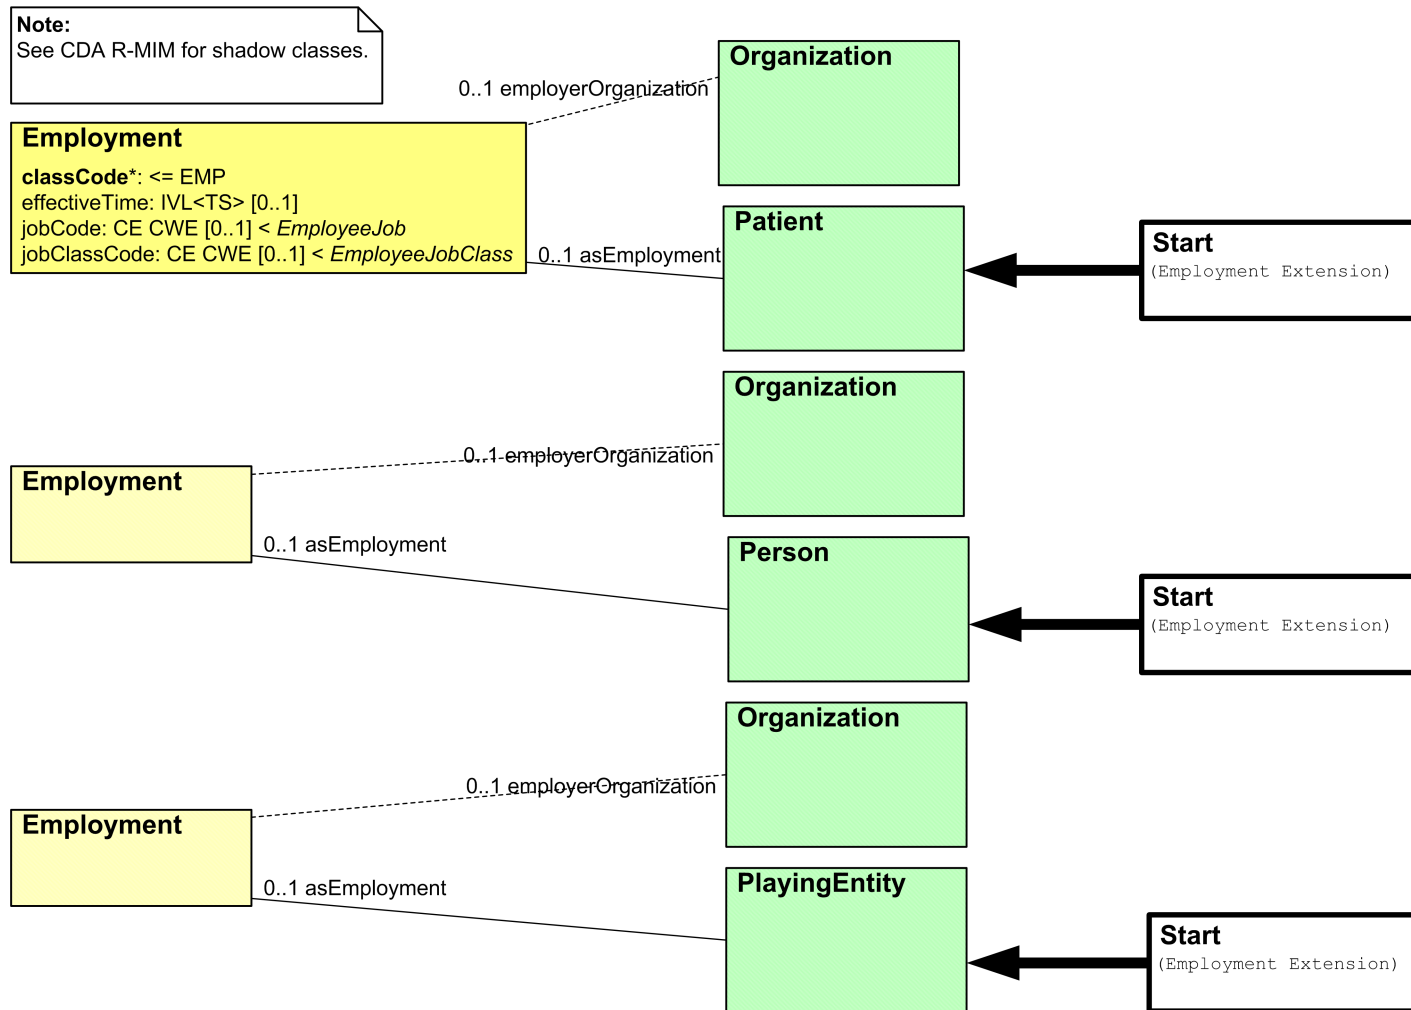 Note:
See CDA R-MIM for shadow classes.
Organization
0..1 employerOrganization
Employment
classCode*: <= EMP
effectiveTime: IVL<TS> [0..1]
jobCode: CE CWE [0..1] < EmployeeJob
jobClassCode: CE CWE [0..1] < EmployeeJobClass
Patient
0..1 asEmployment
Start
(Employment Extension)
Organization
0..1 employerOrganization
Employment
0..1 asEmployment
Person
Start
(Employment Extension)
Organization
0..1 employerOrganization
Employment
0..1 asEmployment
PlayingEntity
Start
(Employment Extension)